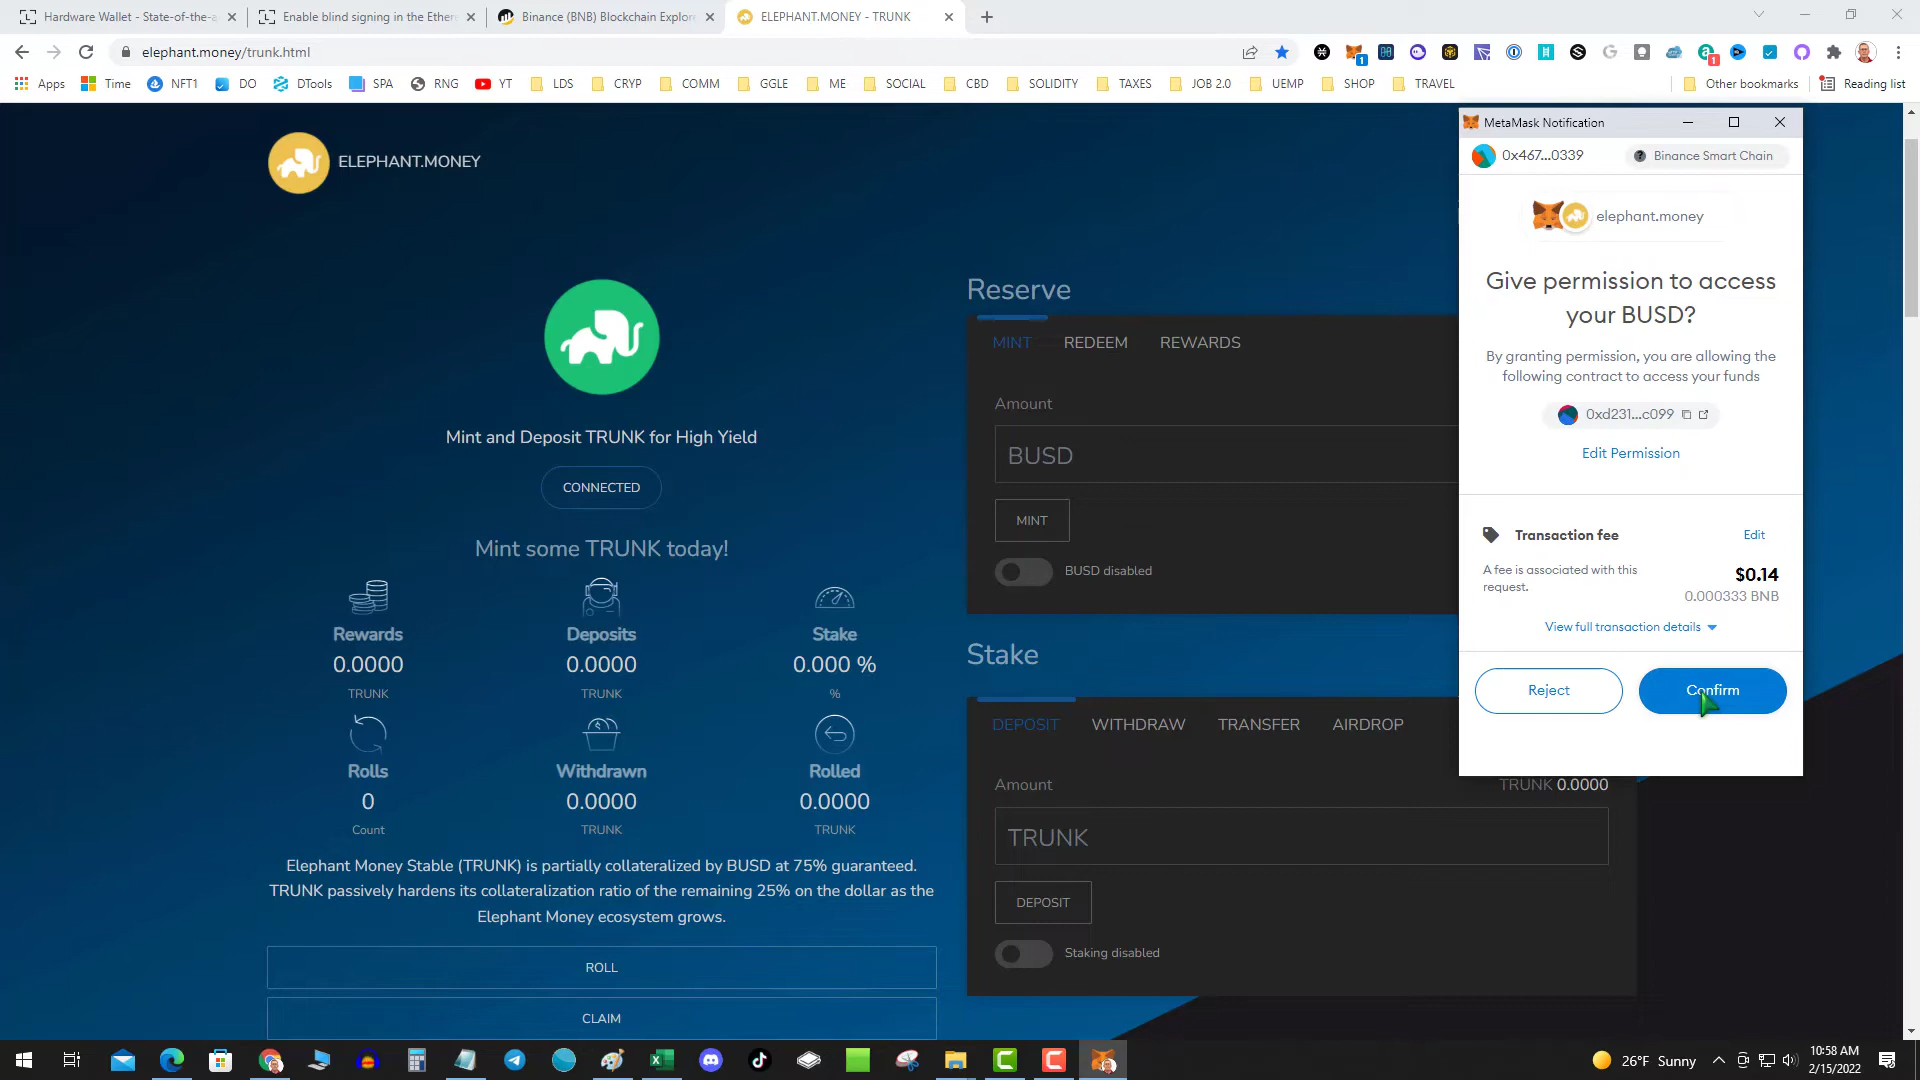 Hardware Wallet - State-of-the-a
Enable blind signing in the Ether
Binance (BNB) Blockchain Explor
ELEPHANT.MONEY - TRUNK
elephant.money/trunk.html
1
1
Apps
Time
NFT1
DO
DTools
SPA
RNG
YT
LDS
CRYP
COMM
GGLE
ME
SOCIAL
CBD
SOLIDITY
TAXES
JOB 2.0
UEMP
SHOP
TRAVEL
Other bookmarks
Reading list
ELEPHANT.MONEY
Mint and Deposit TRUNK for High Yield
CONNECTED
Mint some TRUNK today!
Rewards
0.0000
TRUNK
Deposits
0.0000
TRUNK
Stake
0.000 %
%
Rolls
0
Count
Withdrawn
0.0000
TRUNK
Rolled
0.0000
TRUNK
Elephant Money Stable (TRUNK) is partially collateralized by BUSD at 75% guaranteed.
TRUNK passively hardens its collateralization ratio of the remaining 25% on the dollar as the
Elephant Money ecosystem grows.
ROLL
CLAIM
Reserve
MINT REDEEM REWARDS
Amount
BUSD
MINT
BUSD disabled
Stake
DEPOSIT WITHDRAW TRANSFER AIRDROP
Amount
TRUNK 0.0000
TRUNK
DEPOSIT
Staking disabled
MetaMask Notification
0x467...0339
Binance Smart Chain
elephant.money
Give permission to access
your BUSD?
By granting permission, you are allowing the
following contract to access your funds
0xd231...c099
Edit Permission
Transaction fee
Edit
A fee is associated with this
request.
$0.14
0.000333 BNB
View full transaction details
Reject
Confirm
26°F Sunny
10:58 AM
2/15/2022